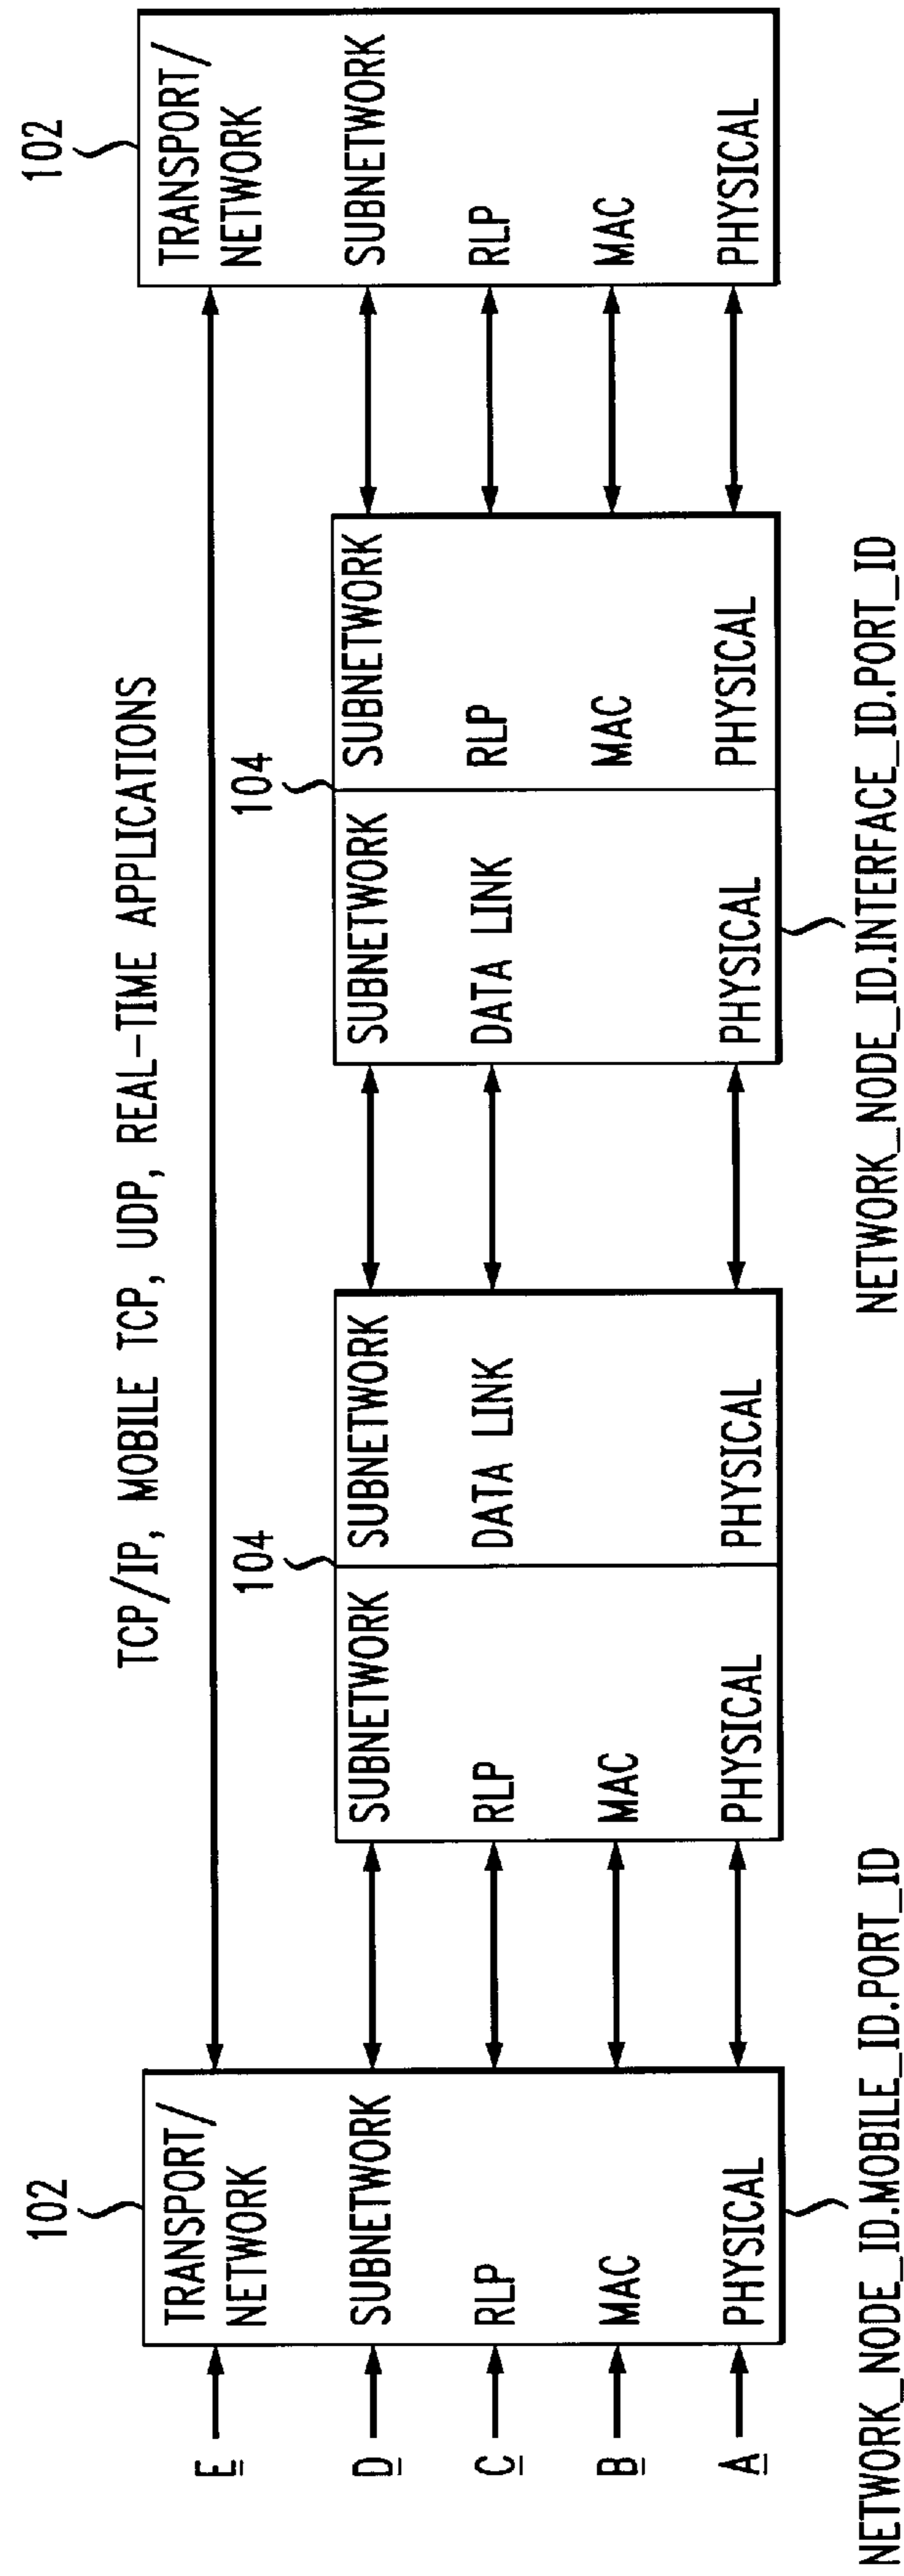 TCP/IP, MOBILE TCP, UDP, REAL-TIME APPLICATIONS
102
TRANSPORT/
NETWORK
SUBNETWORK
RLP
MAC
PHYSICAL
E
D
C
B
A
NETWORK_NODE_ID.MOBILE_ID.PORT_ID
104
SUBNETWORK
RLP
MAC
PHYSICAL
SUBNETWORK
DATA LINK
PHYSICAL
104
SUBNETWORK
DATA LINK
PHYSICAL
SUBNETWORK
RLP
MAC
PHYSICAL
NETWORK_NODE_ID.INTERFACE_ID.PORT_ID
102
TRANSPORT/
NETWORK
SUBNETWORK
RLP
MAC
PHYSICAL